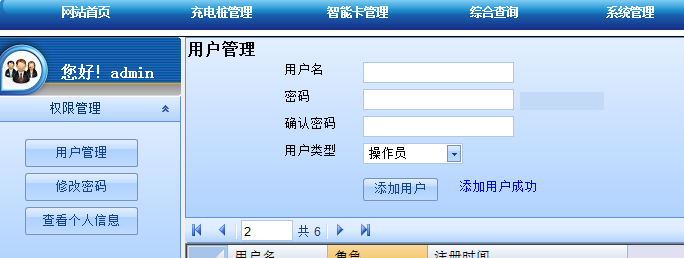 网站首页 充电桩管理 智能卡管理 综合查询 系统管理
您好! admin
权限管理
用户管理
修改密码
查看个人信息
用户管理
用户名
密码
确认密码
用户类型 操作员
添加用户 添加用户成功
2 共 6
用户名 角色 注册时间